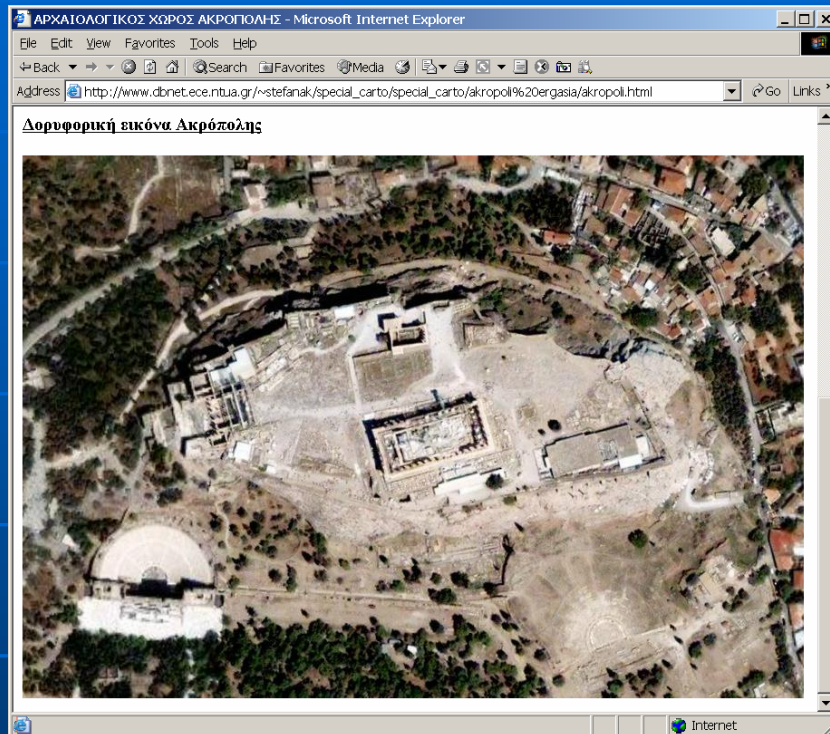 ΑΡΧΑΙΟΛΟΓΙΚΟΣ ΧΩΡΟΣ ΑΚΡΟΠΟΛΗΣ - Microsoft Internet Explorer
File Edit View Favorites Tools Help
Back Search Favorites Media
Address http://www.dbnet.ece.ntua.gr/~stefanak/special_carto/special_carto/akropoli%20ergasia/akropoli.html Go Links
Δορυφορική εικόνα Ακρόπολης
Internet